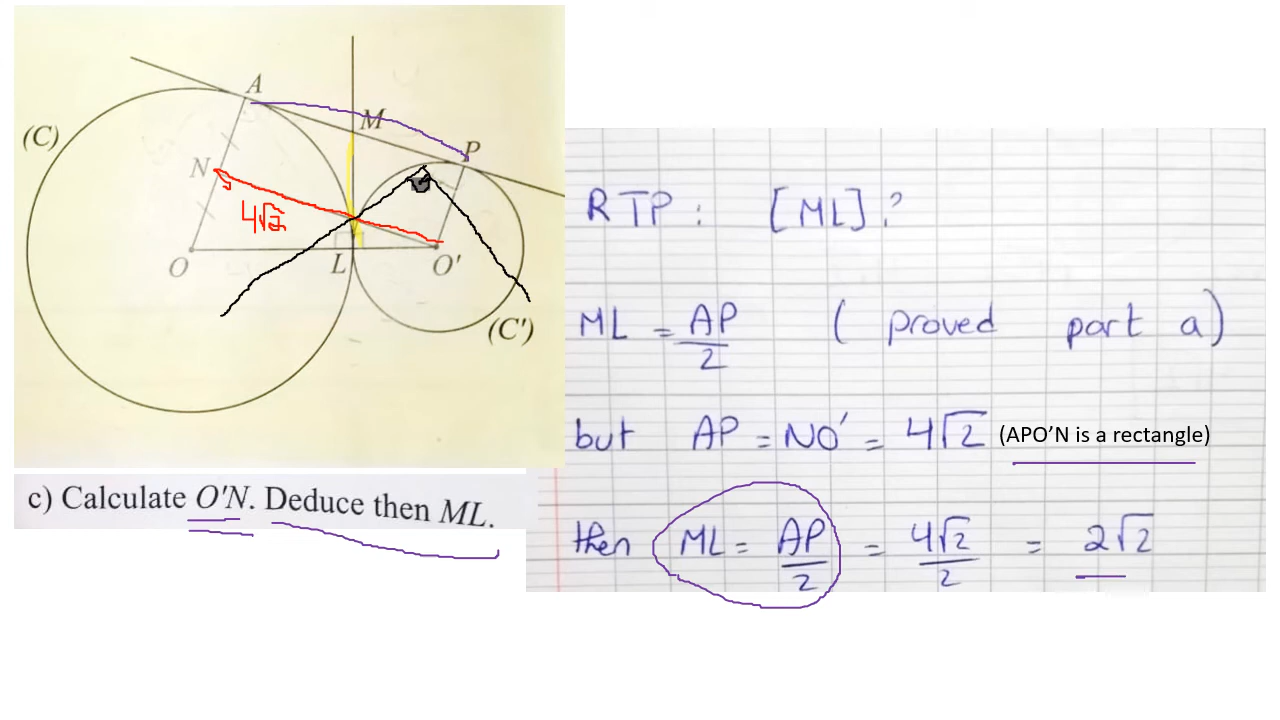 A
(C)
M
P
N
4√2
O
L
O'
(C')
c) Calculate O'N. Deduce then ML.
RTP : [ML]?
ML = AP/2 (proved part a)
but AP = NO' = 4√2 (APO'N is a rectangle)
then ML = AP/2 = 4√2/2 = 2√2